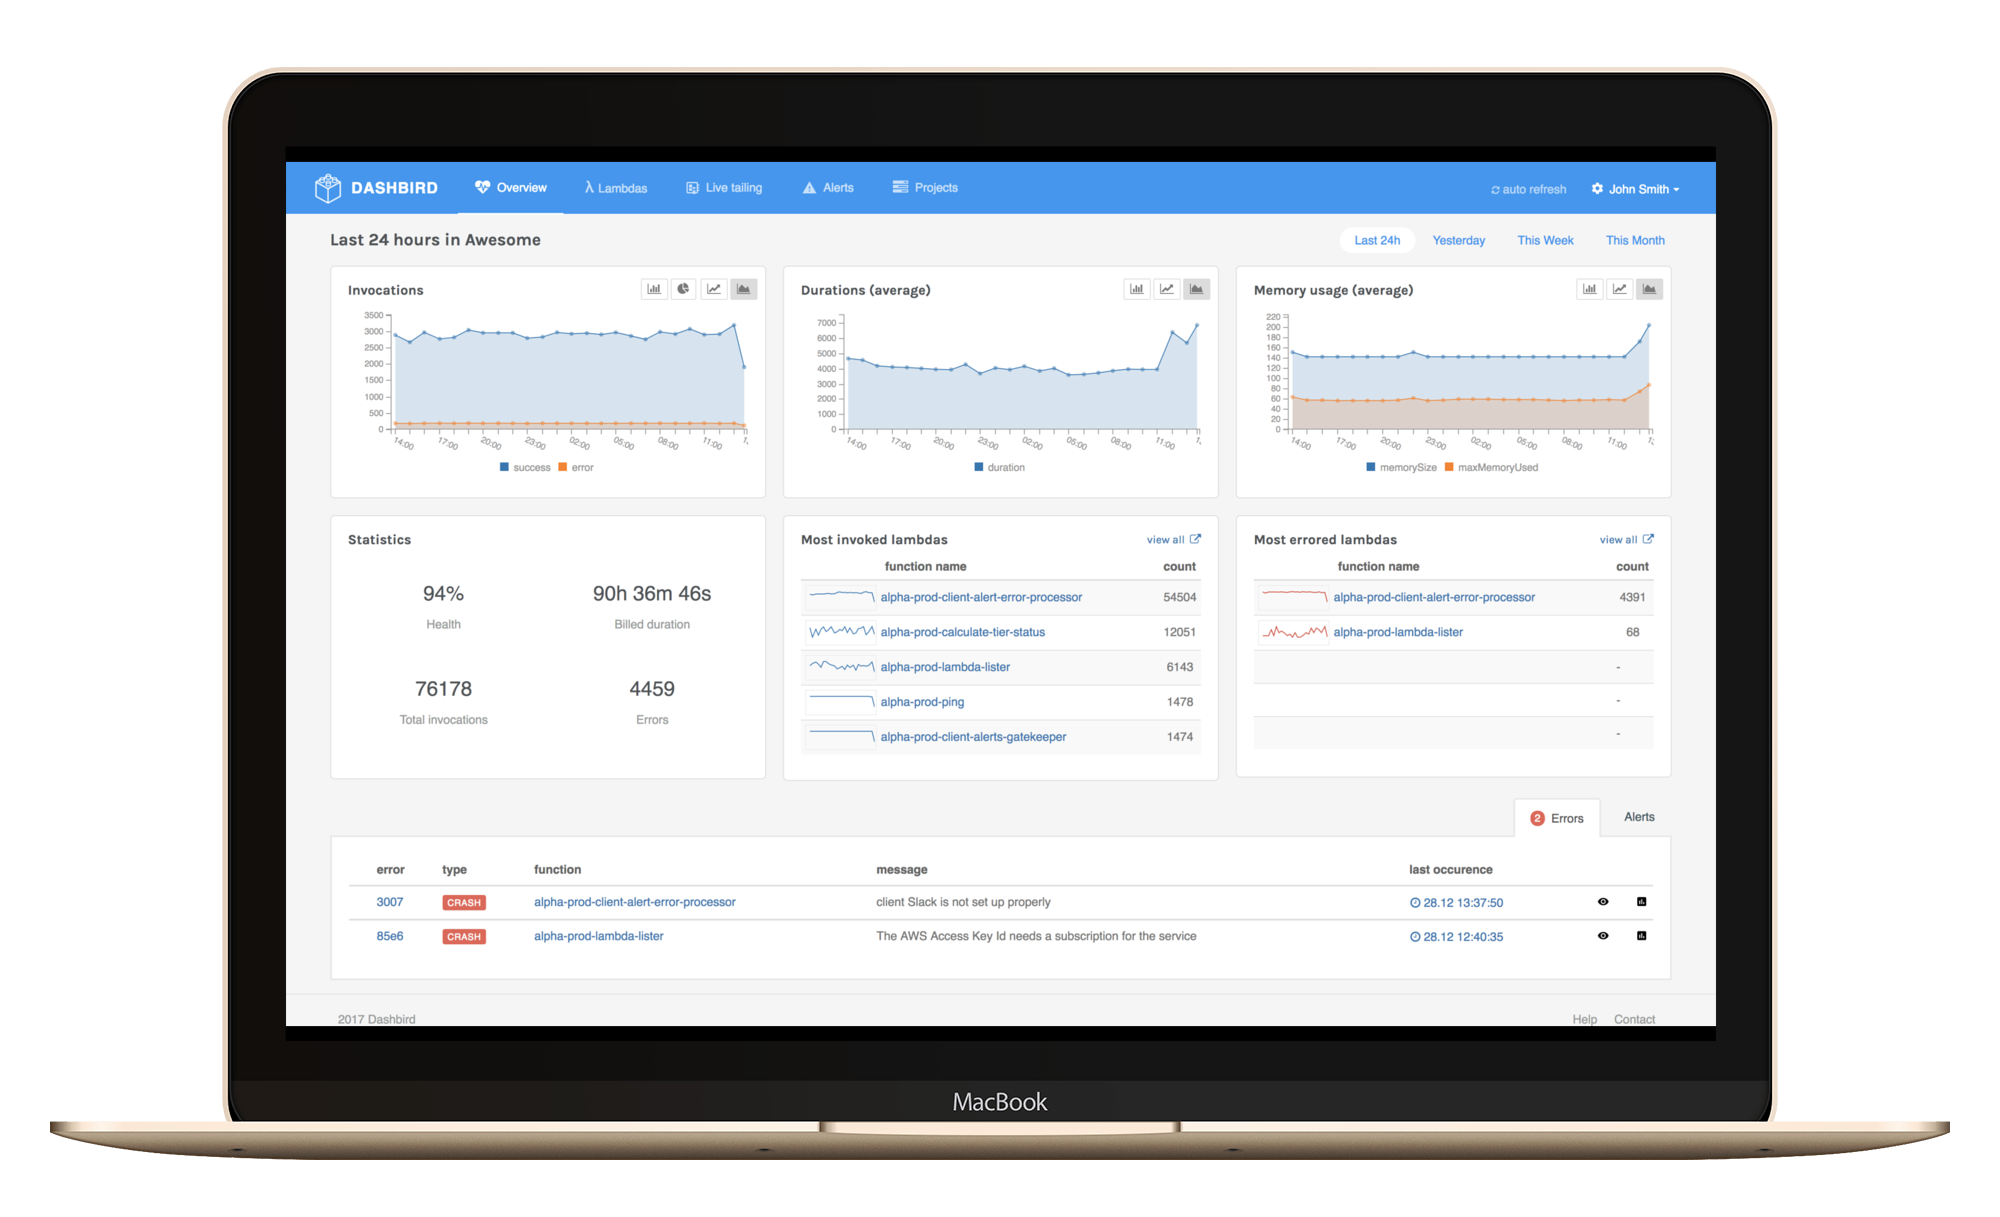 DASHBIRD Overview λ Lambdas Live tailing Alerts Projects auto refresh John Smith
Last 24 hours in Awesome Last 24h Yesterday This Week This Month
Invocations
3500
3000
2500
2000
1500
1000
500
0
14:00 17:00 20:00 23:00 02:00 05:00 08:00 11:00
success error
Durations (average)
7000
6000
5000
4000
3000
2000
1000
0
14:00 17:00 20:00 23:00 02:00 05:00 08:00 11:00
duration
Memory usage (average)
220
200
180
160
140
120
100
80
60
40
20
0
14:00 17:00 20:00 23:00 02:00 05:00 08:00 11:00
memorySize maxMemoryUsed
Statistics
94% 90h 36m 46s
Health Billed duration
76178 4459
Total invocations Errors
Most invoked lambdas view all
function name count
alpha-prod-client-alert-error-processor 54504
alpha-prod-calculate-tier-status 12051
alpha-prod-lambda-lister 6143
alpha-prod-ping 1478
alpha-prod-client-alerts-gatekeeper 1474
Most errored lambdas view all
function name count
alpha-prod-client-alert-error-processor 4391
alpha-prod-lambda-lister 68
-
-
-
2 Errors Alerts
error type function message last occurence
3007 CRASH alpha-prod-client-alert-error-processor client Slack is not set up properly 28.12 13:37:50
85e6 CRASH alpha-prod-lambda-lister The AWS Access Key Id needs a subscription for the service 28.12 12:40:35
2017 Dashbird Help Contact
MacBook